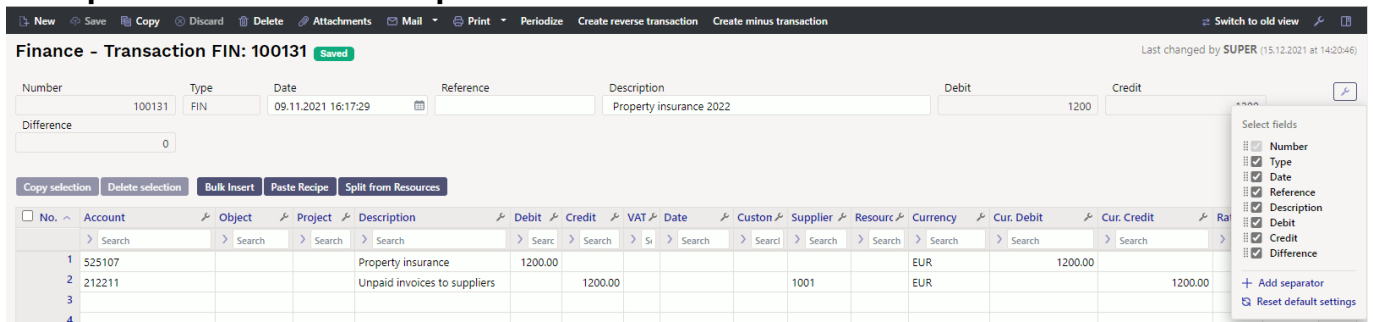 New Save Copy Discard Delete Attachments Mail Print Periodize Create reverse transaction Create minus transaction Switch to old view
Finance - Transaction FIN: 100131 Saved Last changed by SUPER (15.12.2021 at 14:20:46)
Number Type Date Reference Description Debit Credit
100131 FIN 09.11.2021 16:17:29 Property insurance 2022 1200 1200
Difference
0
Select fields
Number
Type
Date
Reference
Description
Debit
Credit
Difference
Add separator
Reset default settings
Copy selection Delete selection Bulk Insert Paste Recipe Split from Resources
No. Account Object Project Description Debit Credit VAT Date Custon Supplier Resourc Currency Cur. Debit Cur. Credit Rat
Search Search Search Search Searc Search Se Search Searcl Search Search Search Search Search
1 525107 Property insurance 1200.00 EUR 1200.00
2 212211 Unpaid invoices to suppliers 1200.00 1001 EUR 1200.00
3
4